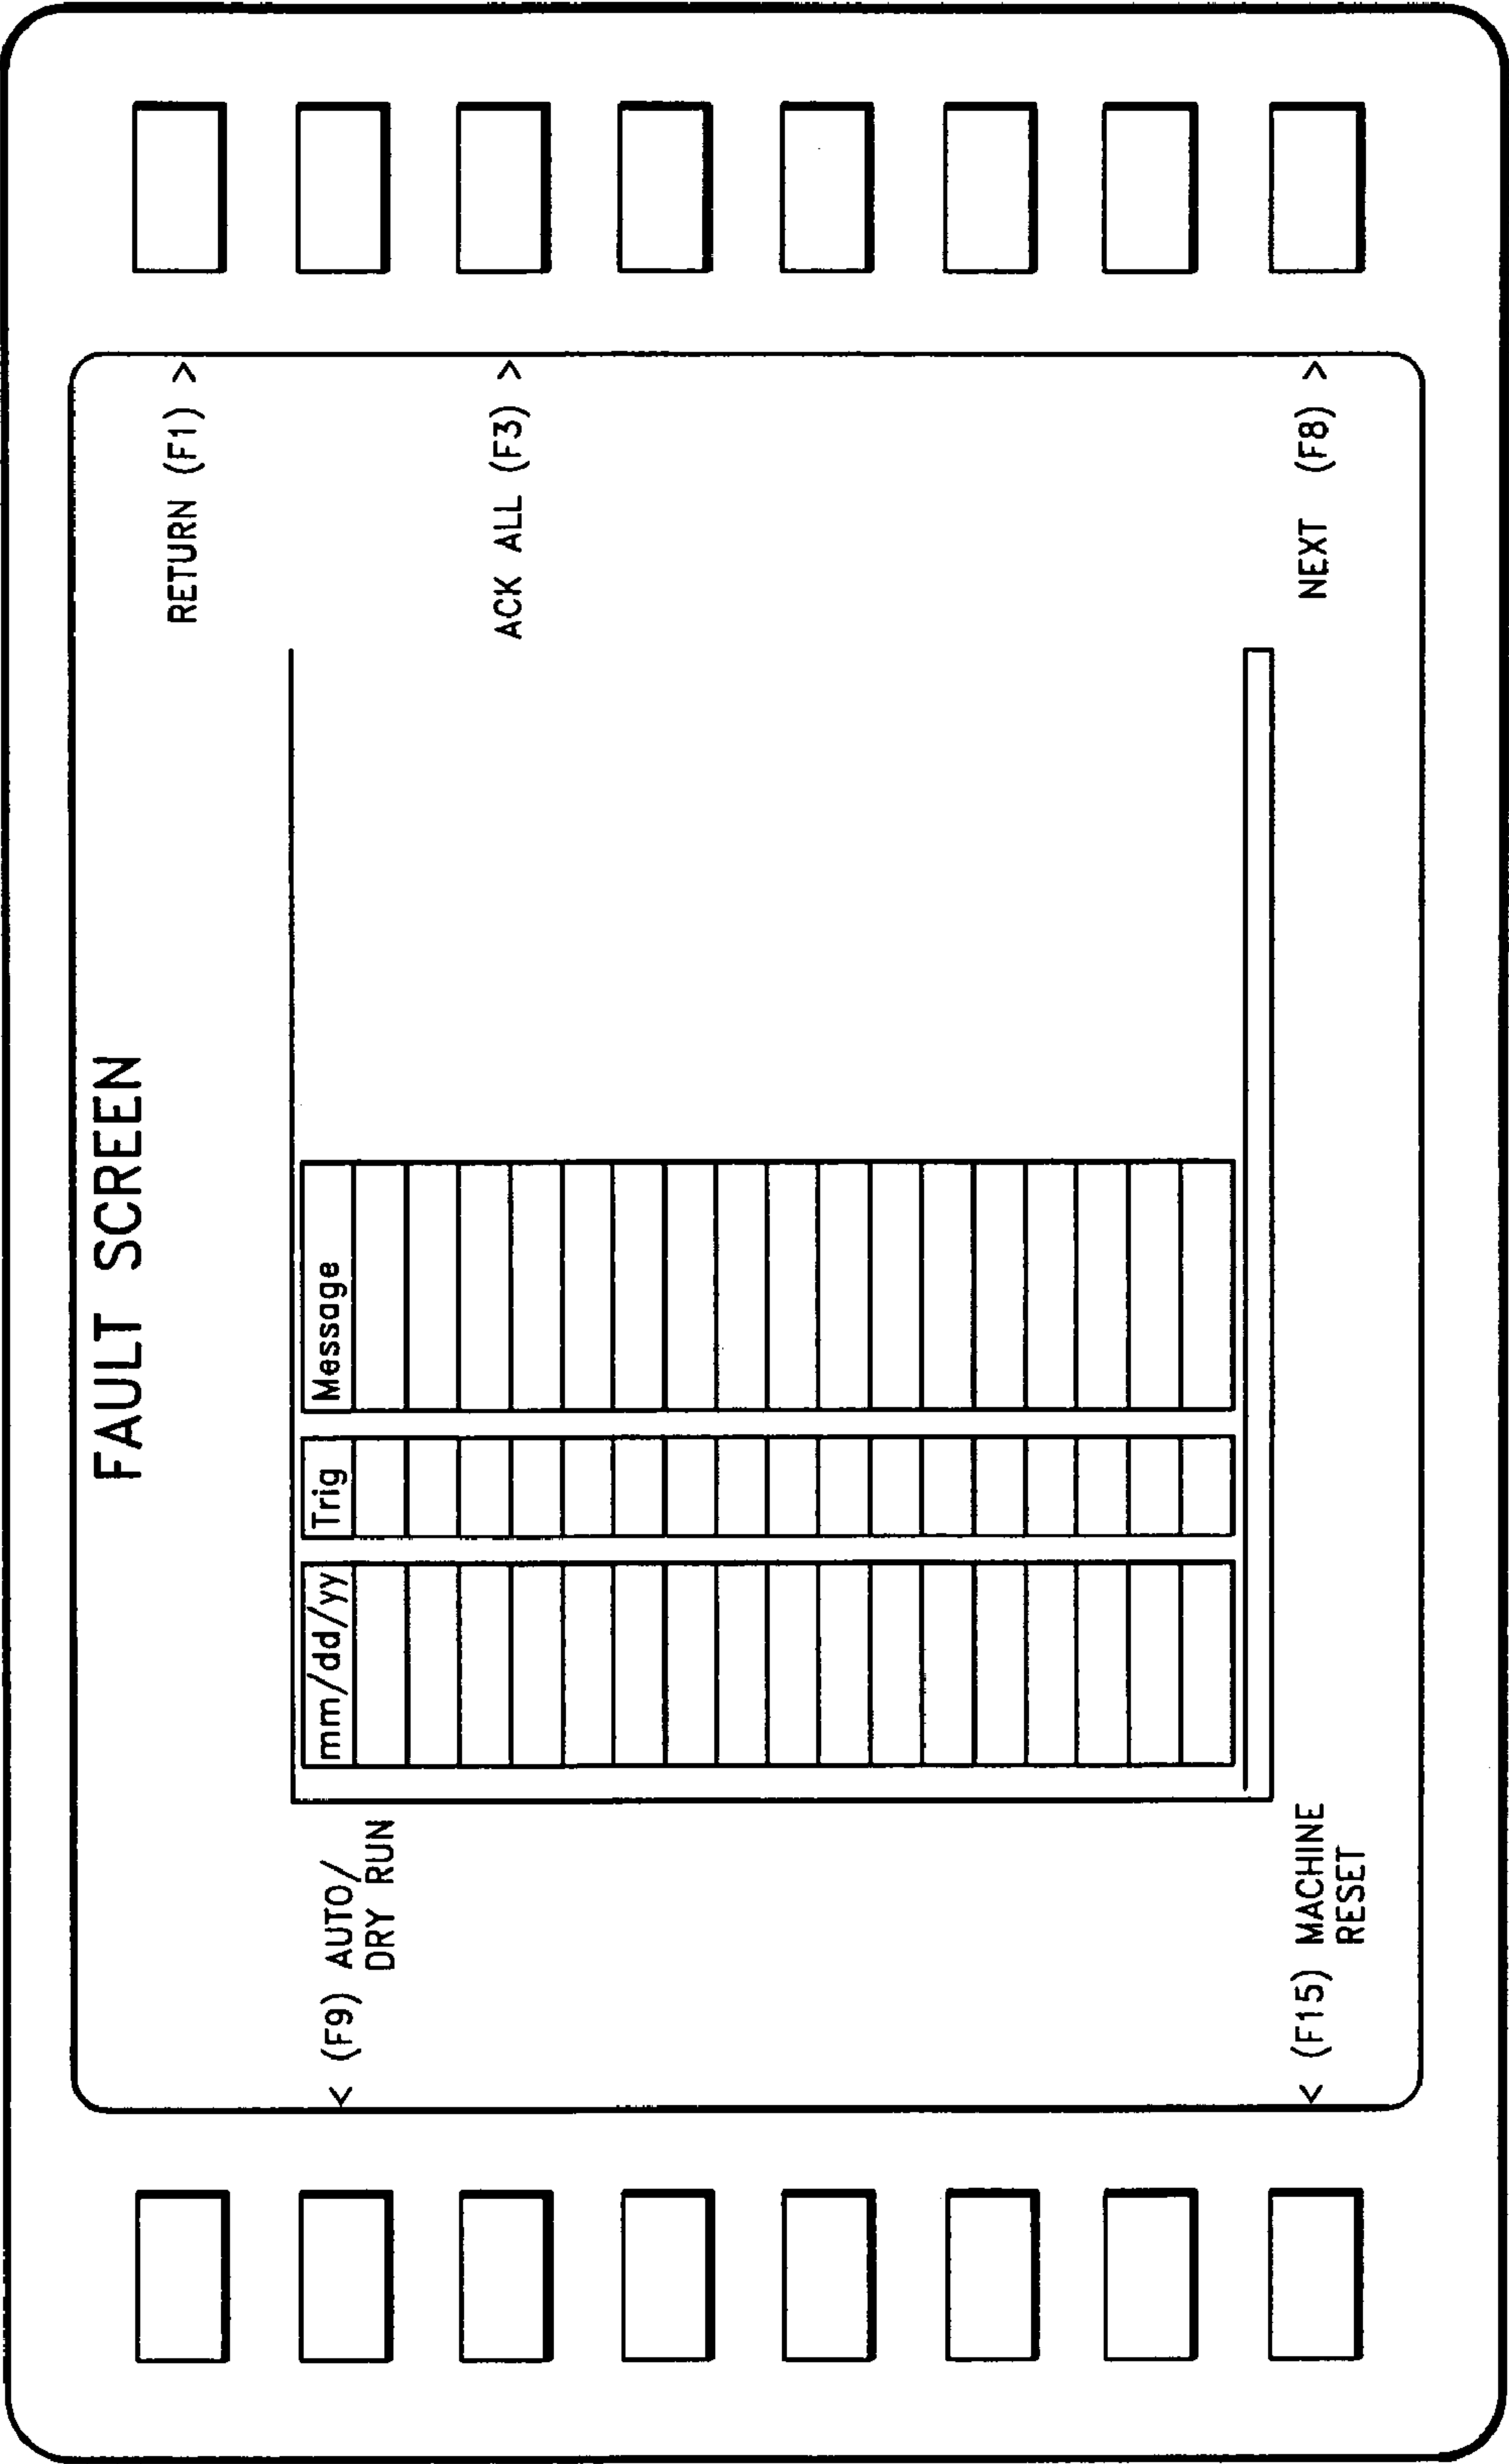 FAULT SCREEN
RETURN (F1) >
< (F9) AUTO/
DRY RUN
mm/dd/yy Trig Message
ACK ALL (F3) >
< (F15) MACHINE
RESET
NEXT (F8) >